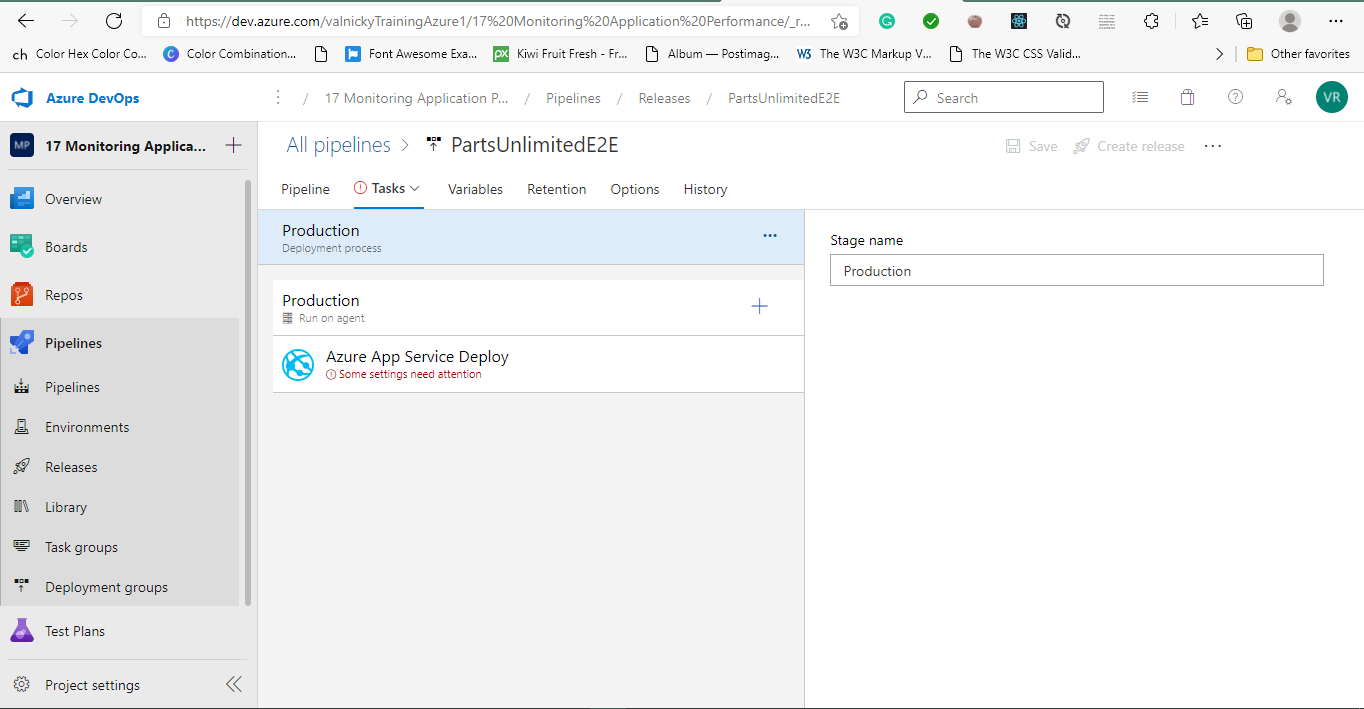 https://dev.azure.com/valnickyTrainingAzure1/17%20Monitoring%20Application%20Performance/_r...
ch Color Hex Color Co...
C Color Combination...
Font Awesome Exa...
px Kiwi Fruit Fresh - Fr...
Album — Postimag...
W3 The W3C Markup V...
The W3C CSS Valid...
Other favorites
Azure DevOps
/ 17 Monitoring Application P... / Pipelines / Releases / PartsUnlimitedE2E
Search
VR
MP 17 Monitoring Applica...
All pipelines > PartsUnlimitedE2E
Save
Create release
Pipeline
Tasks
Variables
Retention
Options
History
Overview
Boards
Repos
Pipelines
Pipelines
Environments
Releases
Library
Task groups
Deployment groups
Test Plans
Project settings
Production
Deployment process
Production
Run on agent
Azure App Service Deploy
Some settings need attention
Stage name
Production